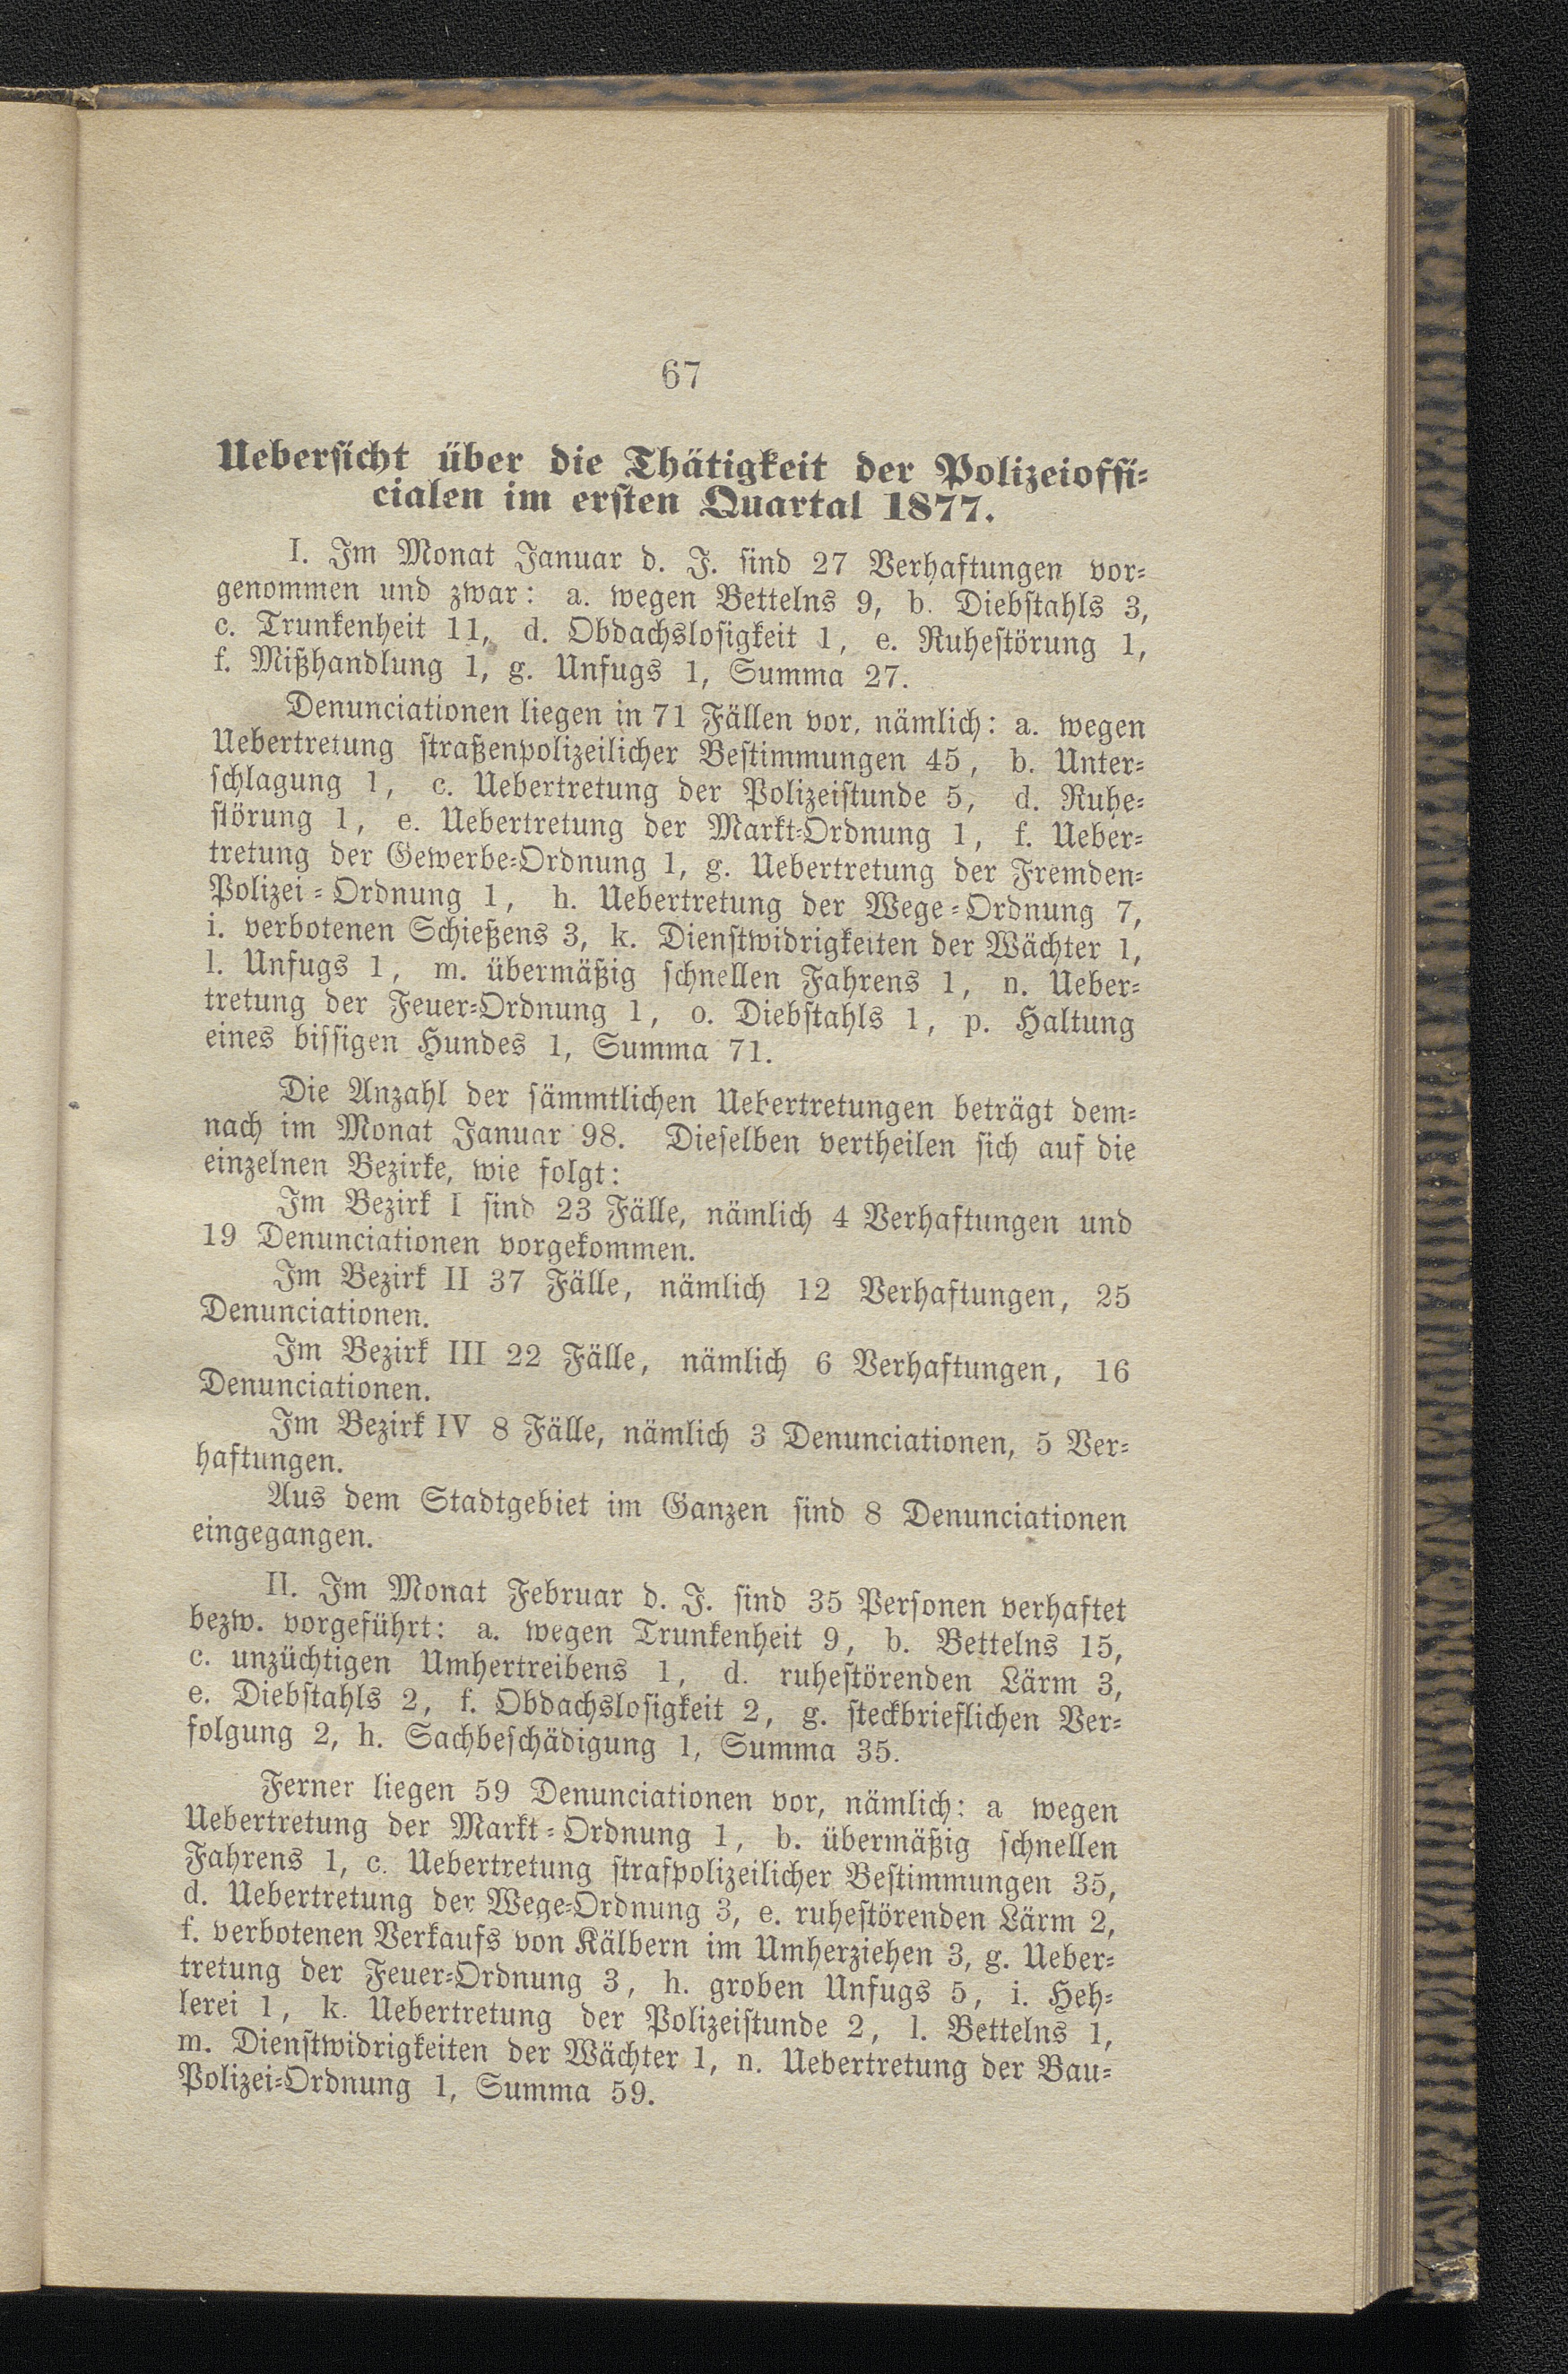 67
Uebersicht über die Thätigkeit der Polizeioffi-
cialen im ersten Quartal 1877.
I. Im Monat Januar d. J. sind 27 Verhaftungen vor-
genommen und zwar: a. wegen Bettelns 9, b. Diebstahls 3,
c. Trunkenheit 11, d. Obdachslosigkeit 1, e. Ruhestörung 1,
f. Mißhandlung 1, g. Unfugs 1, Summa 27.
Denunciationen liegen in 71 Fällen vor, nämlich: a. wegen
Uebertretung straßenpolizeilicher Bestimmungen 45, b. Unter-
schlagung 1, c. Uebertretung der Polizeistunde 5, d. Ruhe-
störung 1, e. Uebertretung der Markt-Ordnung 1, f. Ueber-
tretung der Gewerbe-Ordnung 1, g. Uebertretung der Fremden-
Polizei-Ordnung 1, h. Uebertretung der Wege-Ordnung 7,
i. verbotenen Schießens 3, k. Dienstwidrigkeiten der Wächter 1,
l. Unfugs 1, m. übermäßig schnellen Fahrens 1, n. Ueber-
tretung der Feuer-Ordnung 1, o. Diebstahls 1, p. Haltung
eines bissigen Hundes 1, Summa 71.
Die Anzahl der sämmtlichen Uebertretungen beträgt dem-
nach im Monat Januar 98. Dieselben vertheilen sich auf die
einzelnen Bezirke, wie folgt:
Im Bezirk I sind 23 Fälle, nämlich 4 Verhaftungen und
19 Denunciationen vorgekommen.
Im Bezirk II 37 Fälle, nämlich 12 Verhaftungen, 25
Denunciationen.
Im Bezirk III 22 Fälle, nämlich 6 Verhaftungen, 16
Denunciationen.
Im Bezirk IV 8 Fälle, nämlich 3 Denunciationen, 5 Ver-
haftungen.
Aus dem Stadtgebiet im Ganzen sind 8 Denunciationen
eingegangen.
II. Im Monat Februar d. J. sind 35 Personen verhaftet
bezw. vorgeführt: a. wegen Trunkenheit 9, b. Bettelns 15,
c. unzüchtigen Umhertreibens 1, d. ruhestörenden Lärm 3,
e. Diebstahls 2, f. Obdachslosigkeit 2, g. steckbrieflichen Ver-
folgung 2, h. Sachbeschädigung 1, Summa 35.
Ferner liegen 59 Denunciationen vor, nämlich: a wegen
Uebertretung der Markt-Ordnung 1, b. übermäßig schnellen
Fahrens 1, c. Uebertretung strafpolizeilicher Bestimmungen 35,
d. Uebertretung der Wege-Ordnung 3, e. ruhestörenden Lärm 2,
f. verbotenen Verkaufs von Kälbern im Umherziehen 3, g. Ueber-
tretung der Feuer-Ordnung 3, h. groben Unfugs 5, i. Heh-
lerei 1, k. Uebertretung der Polizeistunde 2, l. Bettelns 1,
m. Dienstwidrigkeiten der Wächter 1, n. Uebertretung der Bau-
Polizei-Ordnung 1, Summa 59.